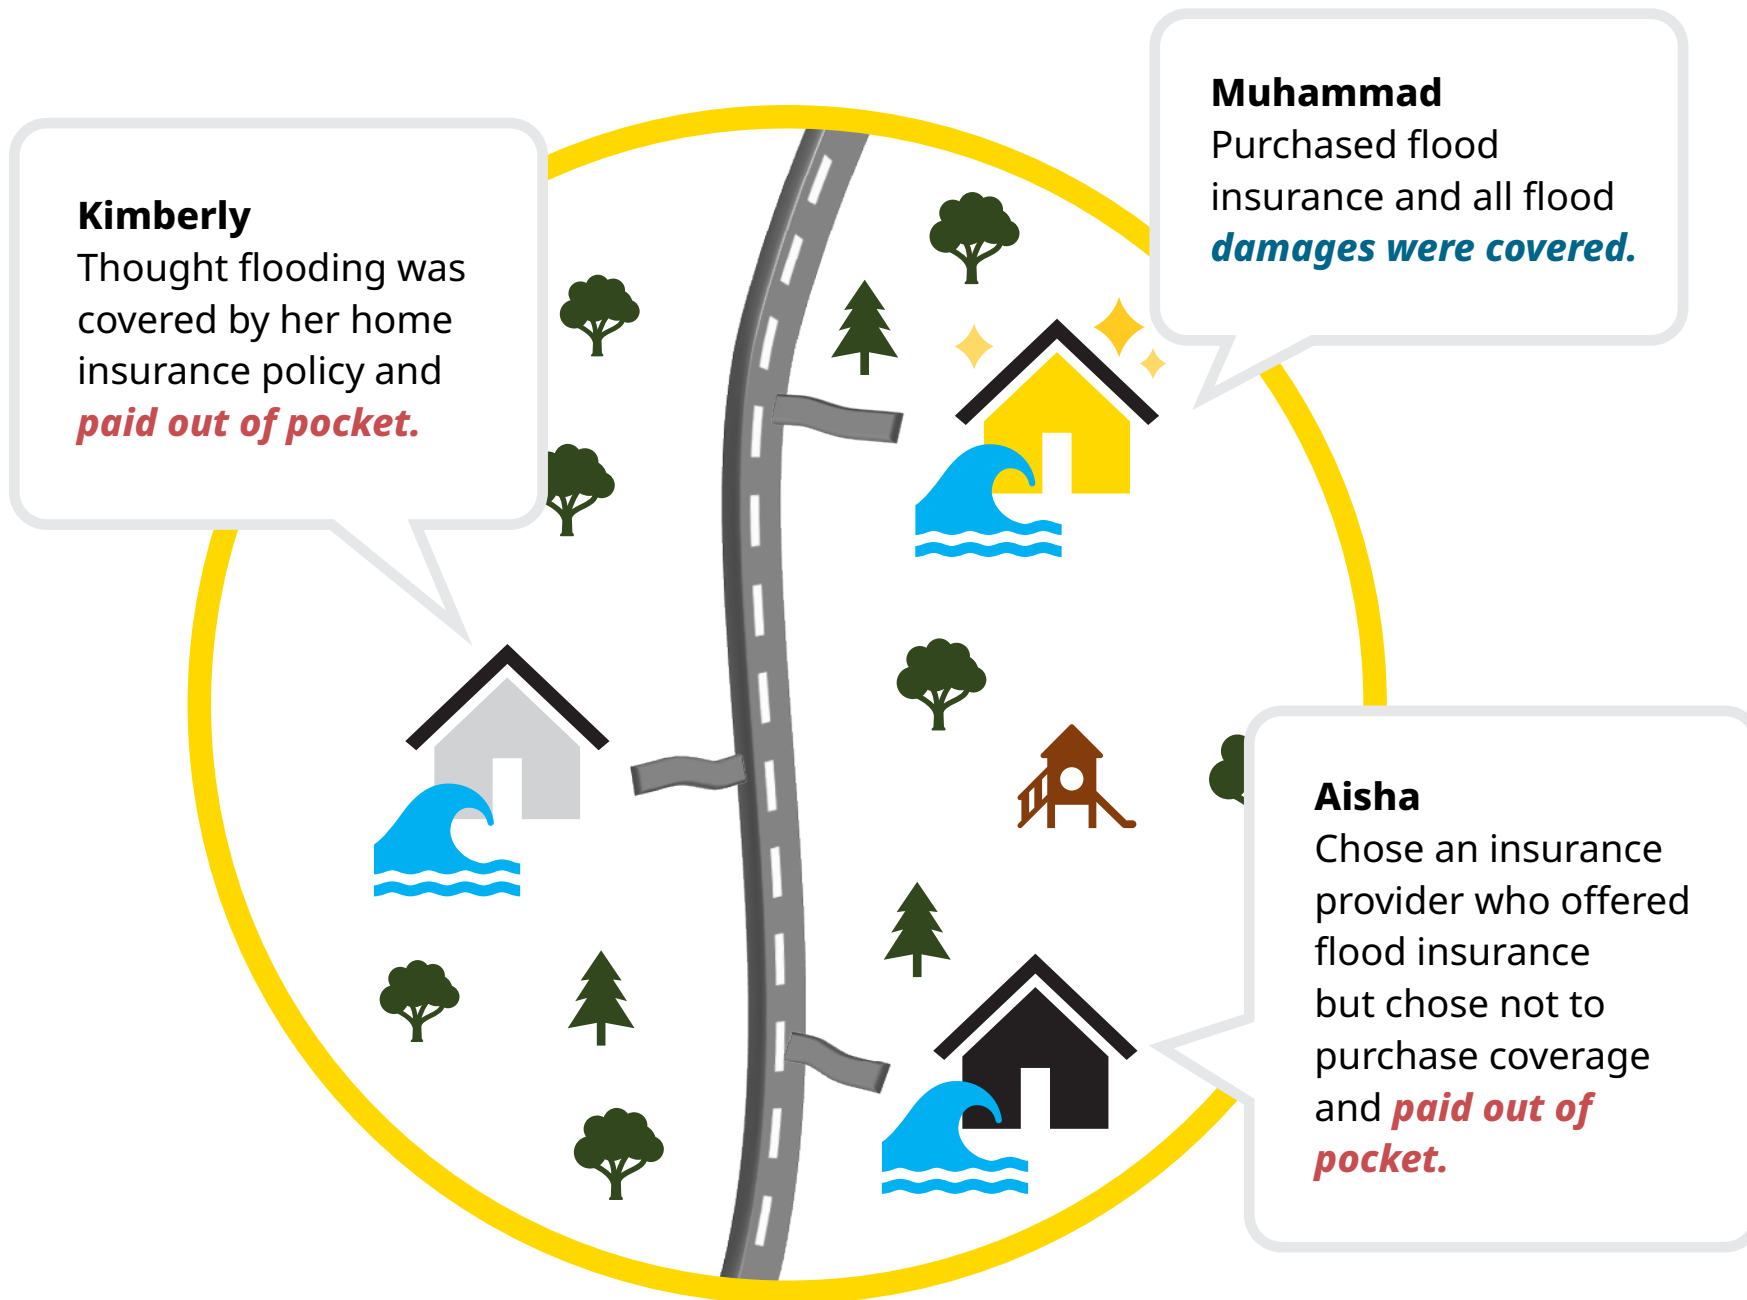 Kimberly
Thought flooding was
covered by her home
insurance policy and
paid out of pocket.
Muhammad
Purchased flood
insurance and all flood
damages were covered.
Aisha
Chose an insurance
provider who offered
flood insurance
but chose not to
purchase coverage
and paid out of
pocket.